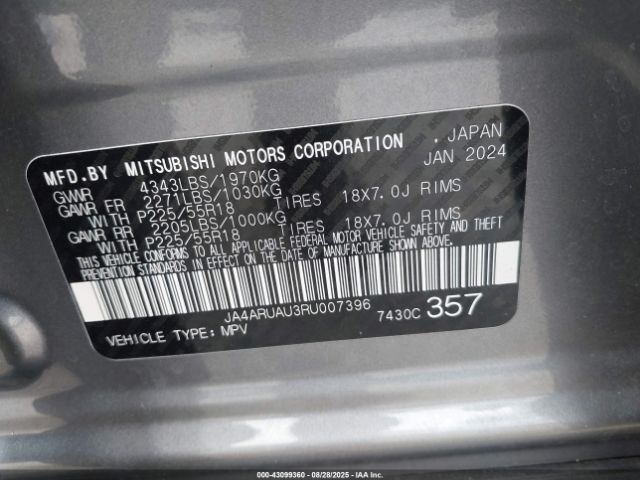 MFD.BY MITSUBISHI MOTORS CORPORATION , JAPAN
JAN 2024
GVWR 4343LBS/1970KG
GAWR FR 2271LBS/1030KG
WITH P225/55R18 TIRES 18X7.0J RIMS
GAWR RR 2205LBS/1000KG
WITH P225/55R18 TIRES 18X7.0J RIMS
THIS VEHICLE CONFORMS TO ALL APPLICABLE FEDERAL MOTOR VEHICLE SAFETY AND THEFT
PREVENTION STANDARDS IN EFFECT ON THE DATE OF MANUFACTURE SHOWN ABOVE.
JA4ARUAU3RU007396 7430C 357
VEHICLE TYPE: MPV
000-43099360 - 08/28/2025 - IAAI.COM